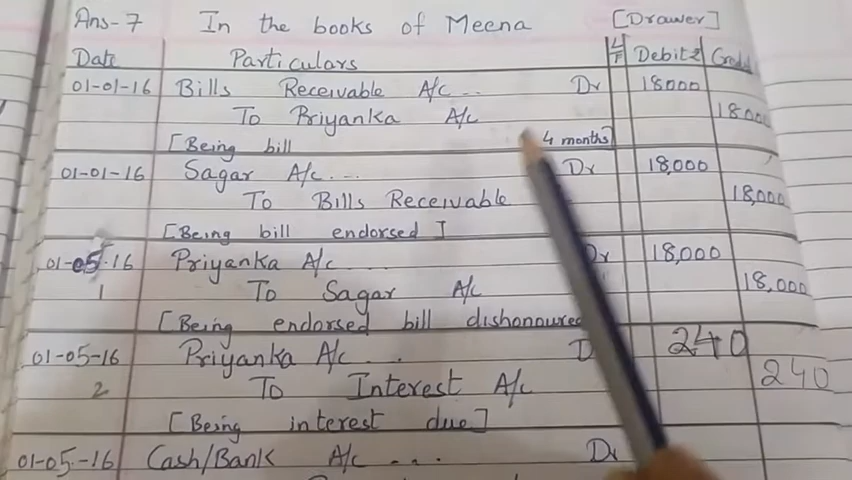 Ans-7 In the books of Meena [Drawer]
Date Particulars L/F Debit₹ Credit
01-01-16 Bills Receivable A/c... Dr 18000
To Priyanka A/c 18000
[Being bill 4 months]
01-01-16 Sagar A/c... Dr 18,000
To Bills Receivable 18,000
[Being bill endorsed]
01-05-16 Priyanka A/c.... Dr 18,000
1 To Sagar A/c 18,000
[Being endorsed bill dishonoured
01-05-16 Priyanka A/c... D 240
2 To Interest A/c 240
[Being interest due]
01-05-16 Cash/Bank A/c .... Dr